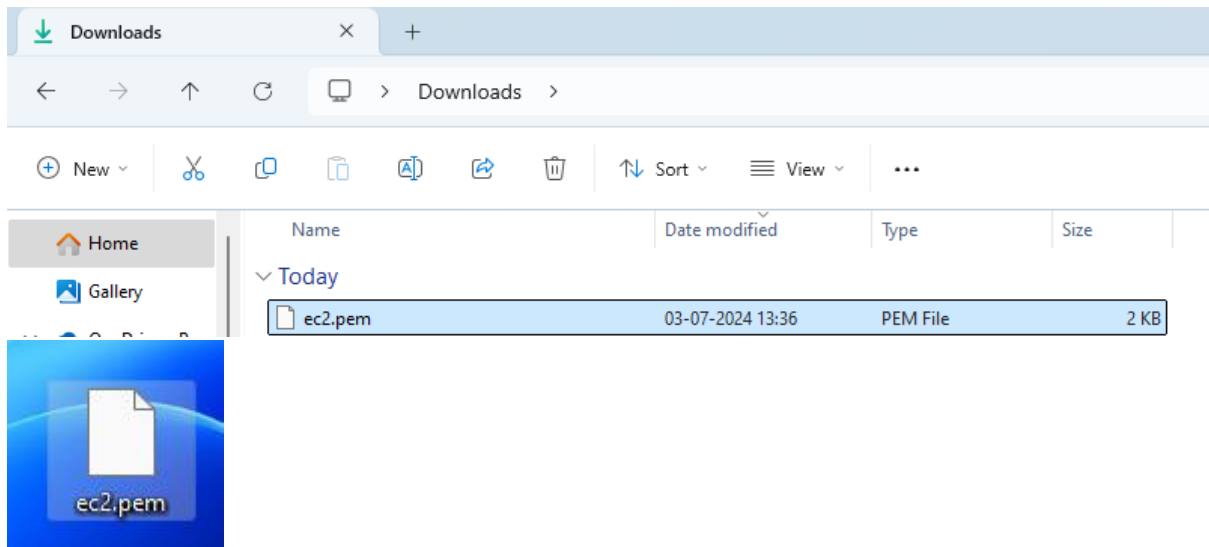 Downloads
Downloads
New
Sort
View
Name Date modified Type Size
Home
Today
Gallery
ec2.pem 03-07-2024 13:36 PEM File 2 KB
ec2.pem